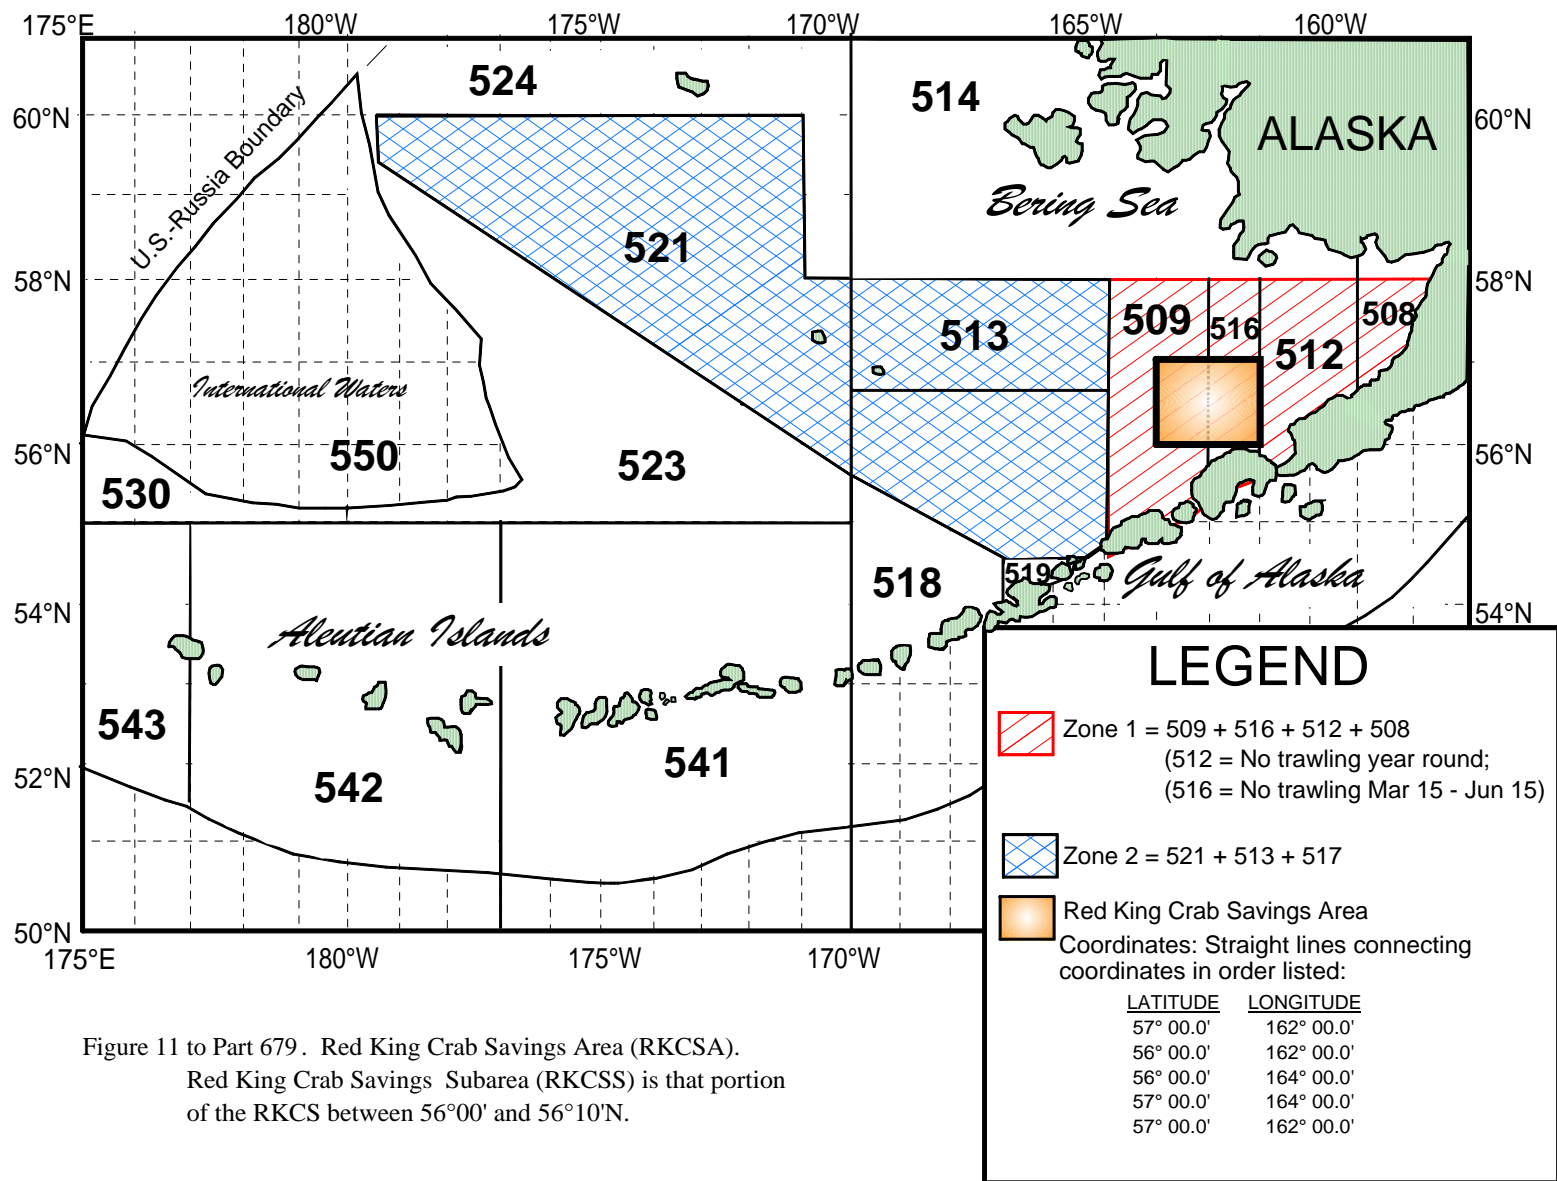 175°E 180°W 175°W 170°W 165°W 160°W
524
514
60°N
60°N
ALASKA
U.S.-Russia Boundary
Bering Sea
521
58°N
58°N
509
516
508
513
512
International Waters
56°N
550
523
56°N
530
519
Gulf of Alaska
518
54°N
54°N
Aleutian Islands
543
541
52°N
542
50°N
175°E 180°W 175°W 170°W
LEGEND
Zone 1 = 509 + 516 + 512 + 508
(512 = No trawling year round;
(516 = No trawling Mar 15 - Jun 15)
Zone 2 = 521 + 513 + 517
Red King Crab Savings Area
Coordinates: Straight lines connecting
coordinates in order listed:
LATITUDE LONGITUDE
57° 00.0' 162° 00.0'
56° 00.0' 162° 00.0'
56° 00.0' 164° 00.0'
57° 00.0' 164° 00.0'
57° 00.0' 162° 00.0'
Figure 11 to Part 679. Red King Crab Savings Area (RKCSA).
Red King Crab Savings Subarea (RKCSS) is that portion
of the RKCS between 56°00' and 56°10'N.